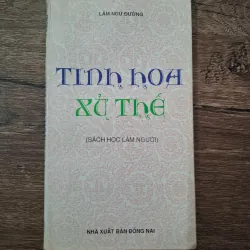 LÂM NGỮ ĐƯỜNG
TINH HOA
XỬ THẾ
(SÁCH HỌC LÀM NGƯỜI)
NHÀ XUẤT BẢN ĐỒNG NAI